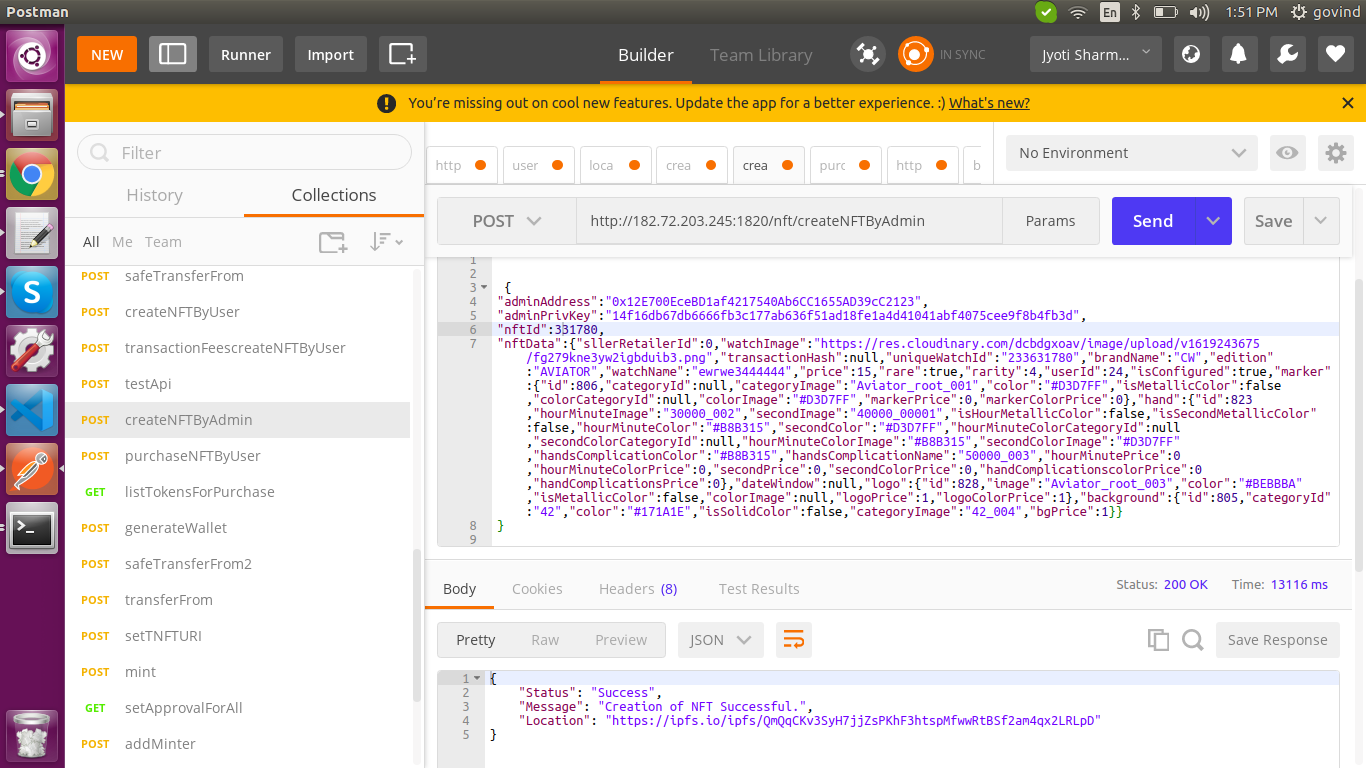 Postman
En
1:51 PM
govind
NEW
Runner
Import
Builder
Team Library
IN SYNC
Jyoti Sharm...
You're missing out on cool new features. Update the app for a better experience. :) What's new?
Filter
History
Collections
All
Me
Team
POST safeTransferFrom
POST createNFTByUser
POST transactionFeescreateNFTByUser
POST testApi
POST createNFTByAdmin
POST purchaseNFTByUser
GET listTokensForPurchase
POST generateWallet
POST safeTransferFrom2
POST transferFrom
POST setTNFTURI
POST mint
GET setApprovalForAll
POST addMinter
http
user
loca
crea
crea
purc
http
b
No Environment
POST
http://182.72.203.245:1820/nft/createNFTByAdmin
Params
Send
Save
1
2
3 {
4 "adminAddress":"0x12E700EceBD1af4217540Ab6CC1655AD39cC2123",
5 "adminPrivKey":"14f16db67db6666fb3c177ab636f51ad18fe1a4d41041abf4075cee9f8b4fb3d",
6 "nftId":331780,
7 "nftData":{"sllerRetailerId":0,"watchImage":"https://res.cloudinary.com/dcbdgxoav/image/upload/v1619243675
/fg279kne3yw2igbduib3.png","transactionHash":null,"uniqueWatchId":"233631780","brandName":"CW","edition"
:"AVIATOR","watchName":"ewrwe3444444","price":15,"rare":true,"rarity":4,"userId":24,"isConfigured":true,"marker"
:{"id":806,"categoryId":null,"categoryImage":"Aviator_root_001","color":"#D3D7FF","isMetallicColor":false
,"colorCategoryId":null,"colorImage":"#D3D7FF","markerPrice":0,"markerColorPrice":0},"hand":{"id":823
,"hourMinuteImage":"30000_002","secondImage":"40000_00001","isHourMetallicColor":false,"isSecondMetallicColor"
:false,"hourMinuteColor":"#B8B315","secondColor":"#D3D7FF","hourMinuteColorCategoryId":null
,"secondColorCategoryId":null,"hourMinuteColorImage":"#B8B315","secondColorImage":"#D3D7FF"
,"handsComplicationColor":"#B8B315","handsComplicationName":"50000_003","hourMinutePrice":0
,"hourMinuteColorPrice":0,"secondPrice":0,"secondColorPrice":0,"handComplicationscolorPrice":0
,"handComplicationsPrice":0},"dateWindow":null,"logo":{"id":828,"image":"Aviator_root_003","color":"#BEBBBA"
,"isMetallicColor":false,"colorImage":null,"logoPrice":1,"logoColorPrice":1},"background":{"id":805,"categoryId"
:"42","color":"#171A1E","isSolidColor":false,"categoryImage":"42_004","bgPrice":1}}
8 }
9
Body
Cookies
Headers (8)
Test Results
Status: 200 OK
Time: 13116 ms
Pretty
Raw
Preview
JSON
Save Response
1 {
2 "Status": "Success",
3 "Message": "Creation of NFT Successful.",
4 "Location": "https://ipfs.io/ipfs/QmQqCKv3SyH7jjZsPKhF3htspMfwwRtBSf2am4qx2LRLpD"
5 }